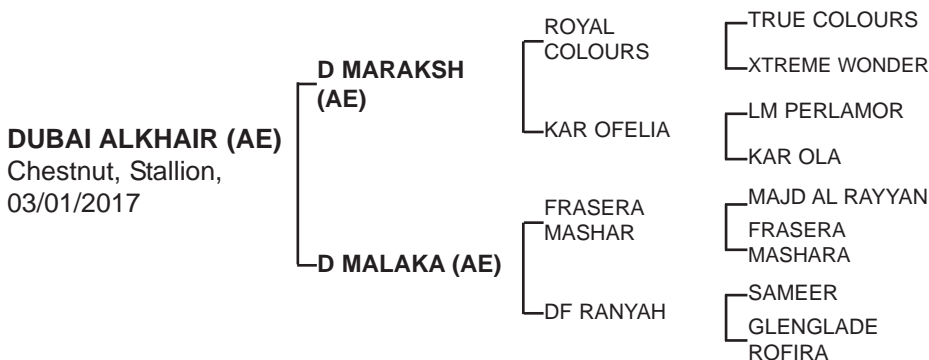 DUBAI ALKHAIR (AE)
Chestnut, Stallion,
03/01/2017
D MARAKSH
(AE)
D MALAKA (AE)
ROYAL
COLOURS
KAR OFELIA
FRASERA
MASHAR
DF RANYAH
TRUE COLOURS
XTREME WONDER
LM PERLAMOR
KAR OLA
MAJD AL RAYYAN
FRASERA
MASHARA
SAMEER
GLENGLADE
ROFIRA